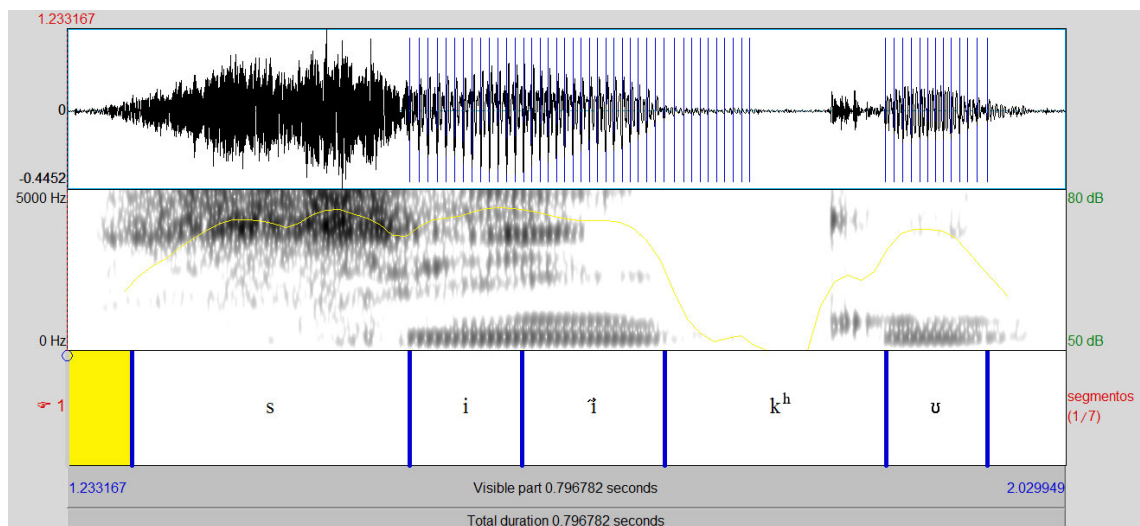 1.233167
0
-0.4452
5000 Hz
80 dB
0 Hz
50 dB
☞ 1
s i ĩ kʰ ʊ
segmentos
(1/7)
1.233167 Visible part 0.796782 seconds 2.029949
Total duration 0.796782 seconds